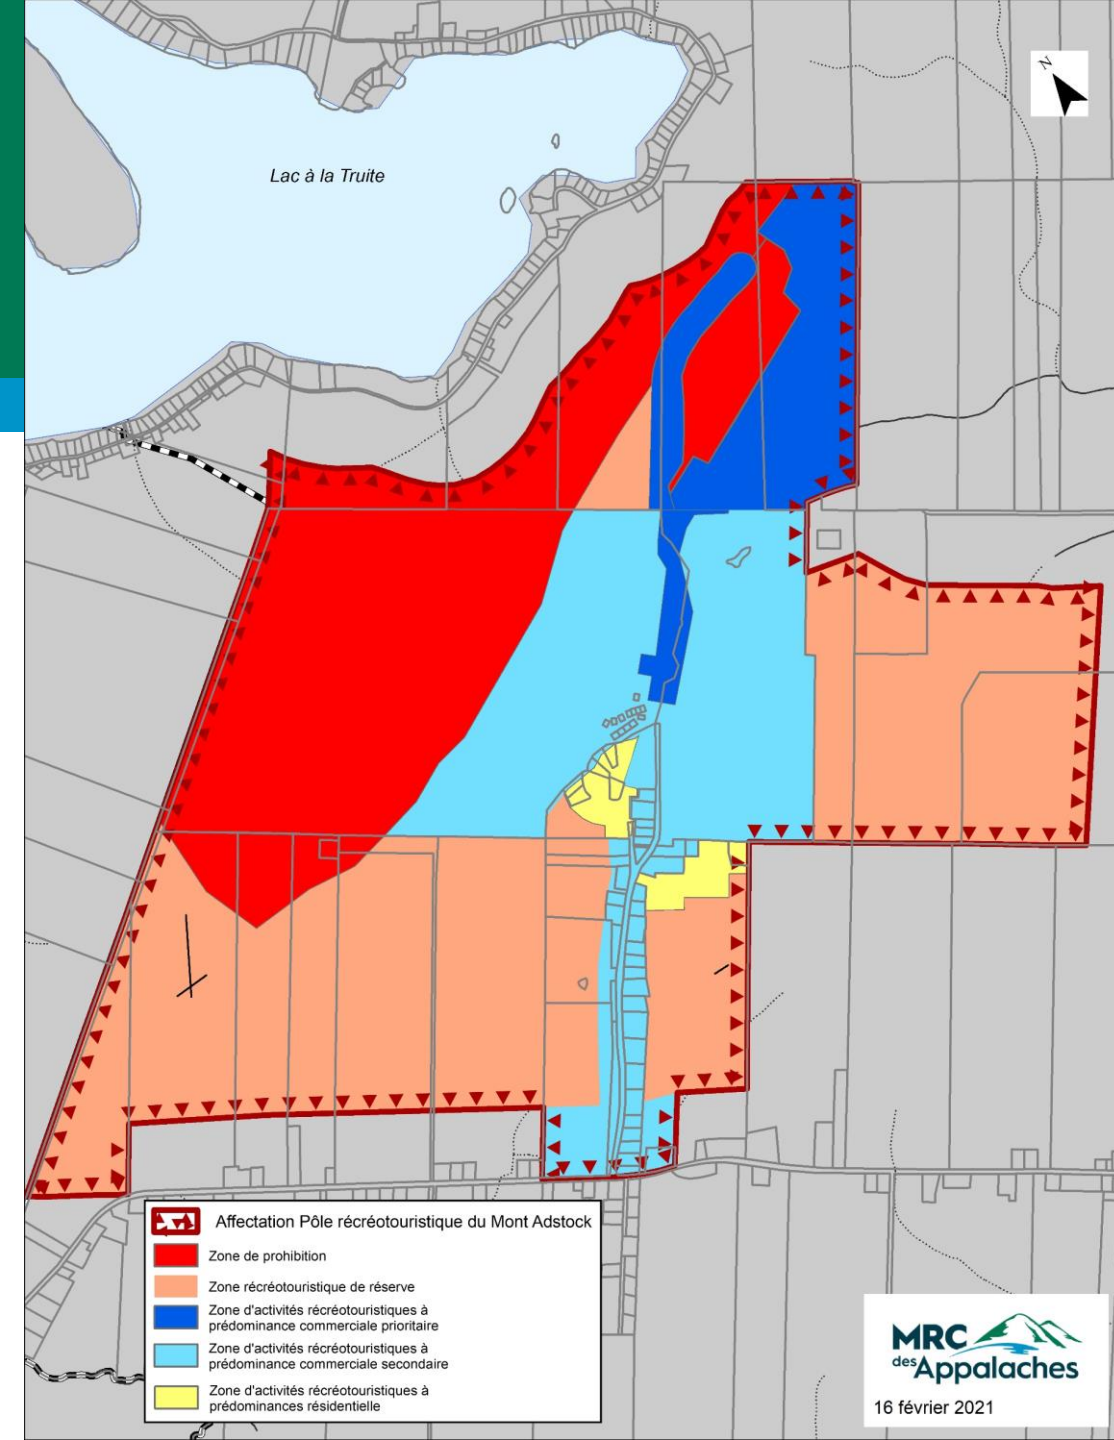 N
Lac à la Truite
Affectation Pôle récréotouristique du Mont Adstock
Zone de prohibition
Zone récréotouristique de réserve
Zone d'activités récréotouristiques à
prédominance commerciale prioritaire
Zone d'activités récréotouristiques à
prédominance commerciale secondaire
Zone d'activités récréotouristiques à
prédominances résidentielle
MRC
des Appalaches
16 février 2021